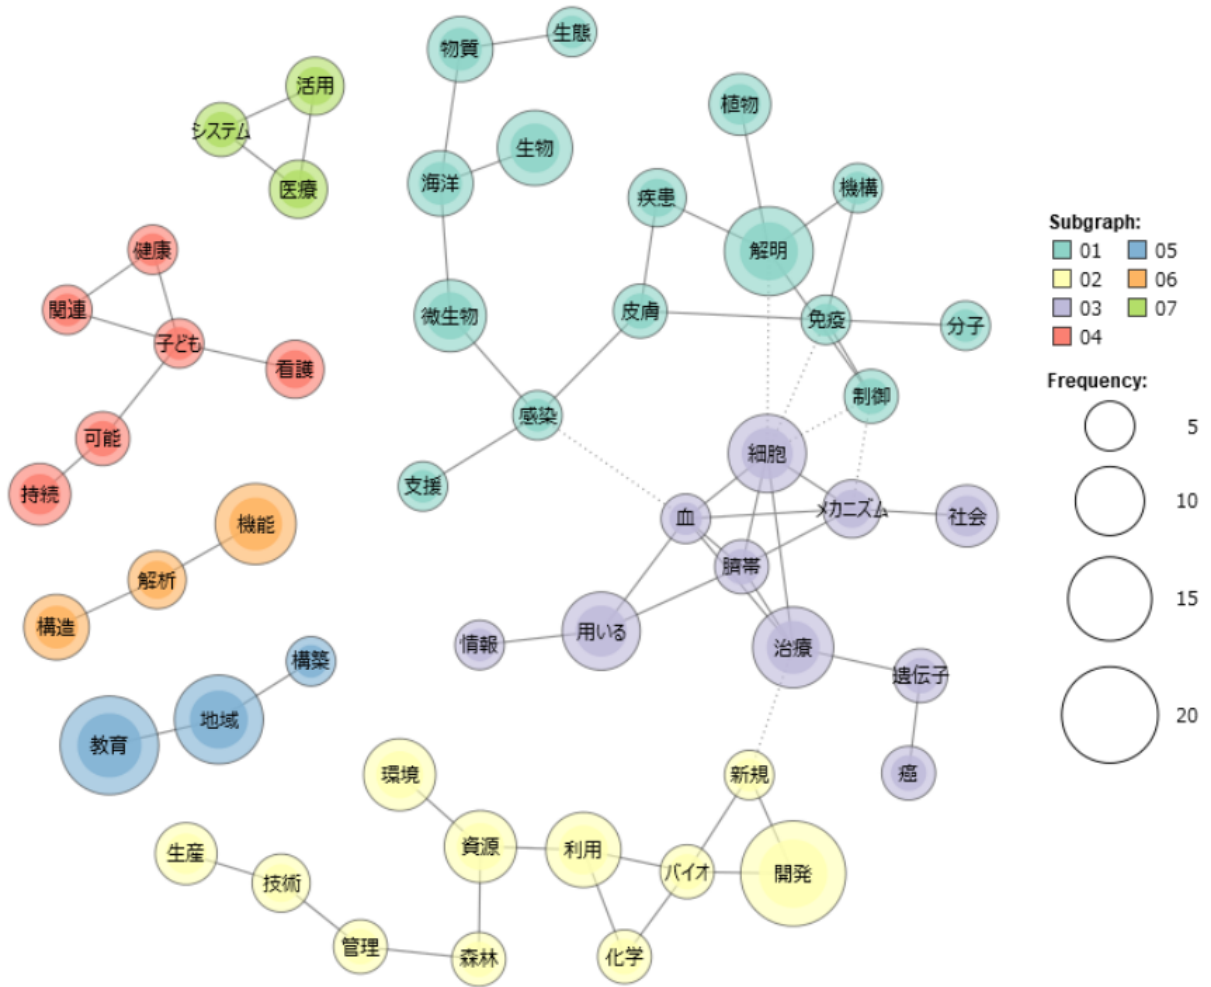 物質
生態
活用
システム
医療
植物
生物
海洋
疾患
機構
解明
健康
関連
子ども
看護
微生物
皮膚
免疫
分子
制御
感染
支援
可能
持続
細胞
血
メカニズム
社会
臍帯
機能
解析
構造
情報
用いる
治療
遺伝子
癌
構築
地域
教育
環境
新規
資源
利用
バイオ
開発
生産
技術
管理
森林
化学
Subgraph:
01
02
03
04
05
06
07
Frequency:
5
10
15
20